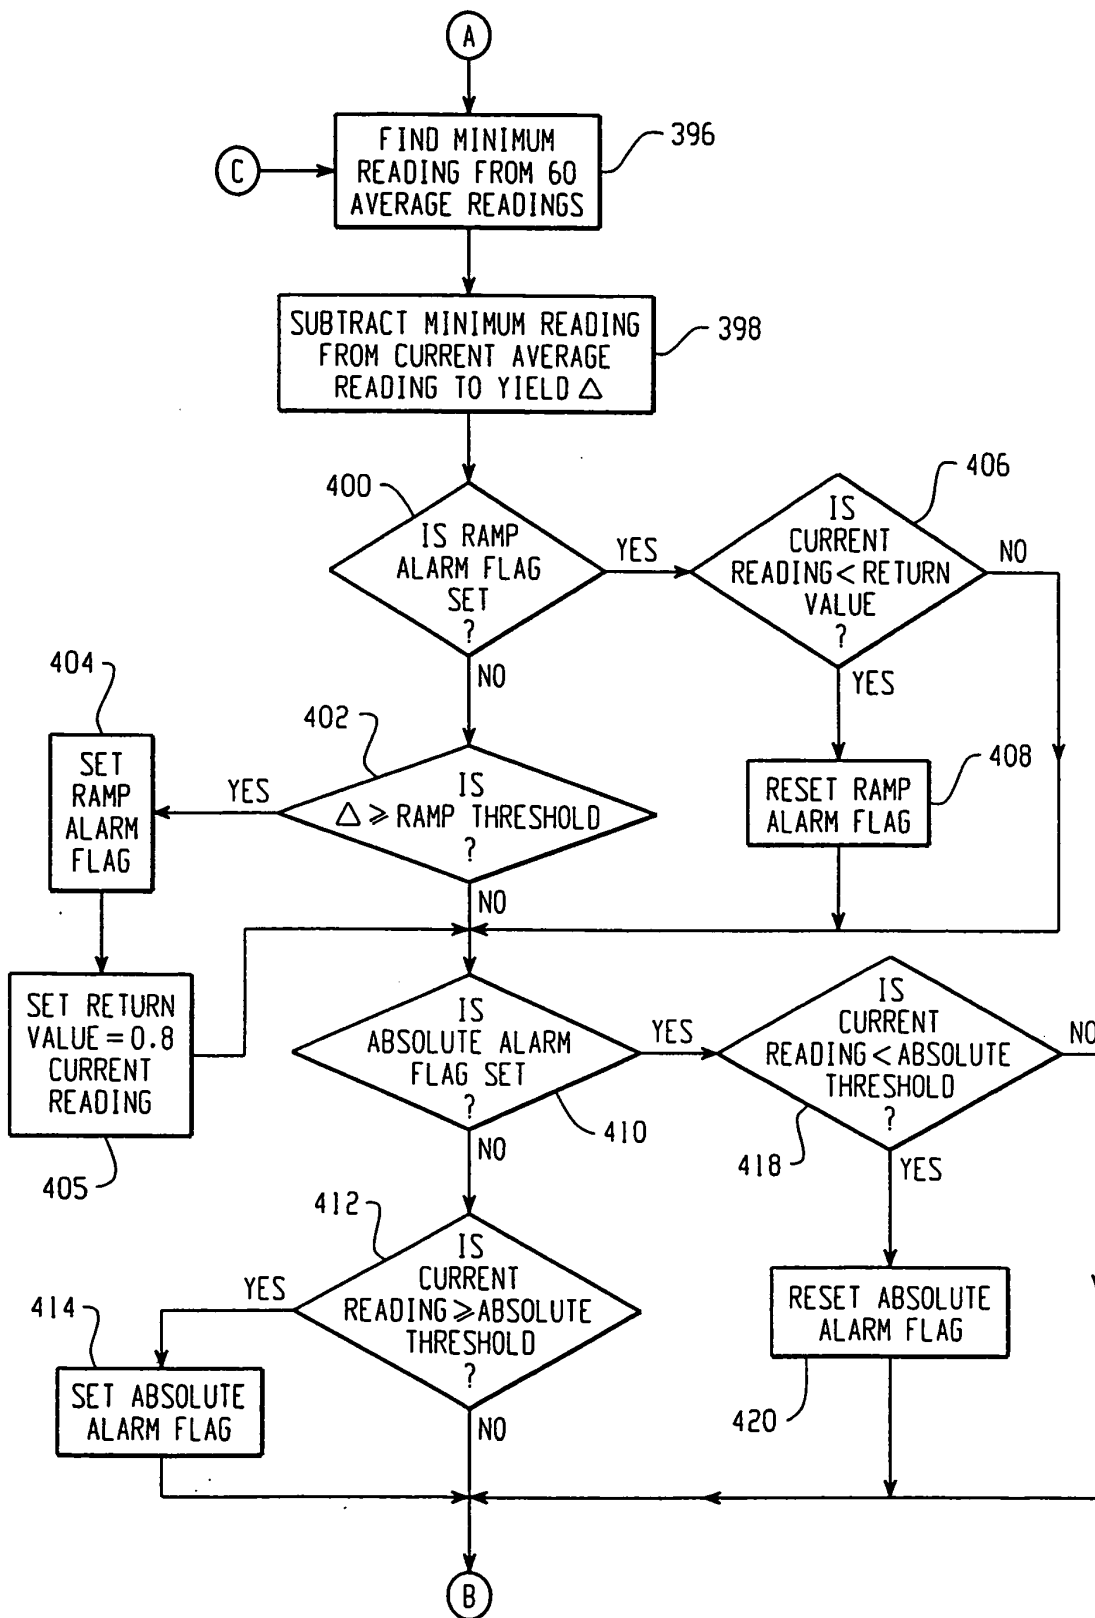 A
FIND MINIMUM
READING FROM 60
AVERAGE READINGS
396
C
SUBTRACT MINIMUM READING
FROM CURRENT AVERAGE
READING TO YIELD △
398
400
IS RAMP
ALARM FLAG
SET
?
YES
NO
406
IS
CURRENT
READING < RETURN
VALUE
?
NO
YES
404
SET
RAMP
ALARM
FLAG
YES
402
IS
△ ⩾ RAMP THRESHOLD
?
NO
RESET RAMP
ALARM FLAG
408
SET RETURN
VALUE = 0.8
CURRENT
READING
405
IS
ABSOLUTE ALARM
FLAG SET
?
410
YES
NO
IS
CURRENT
READING < ABSOLUTE
THRESHOLD
?
418
NO
YES
412
IS
CURRENT
READING ⩾ ABSOLUTE
THRESHOLD
?
YES
NO
414
SET ABSOLUTE
ALARM FLAG
RESET ABSOLUTE
ALARM FLAG
420
B